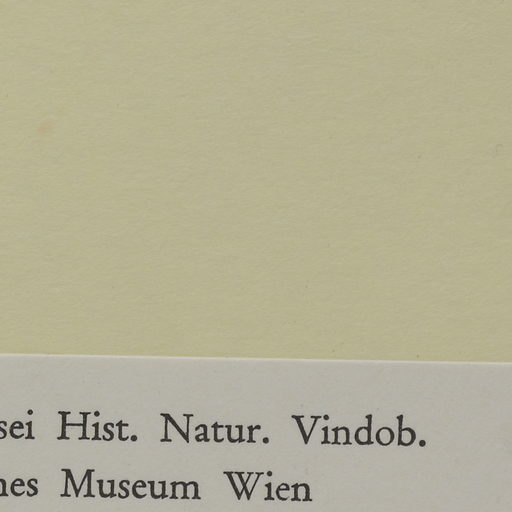 sei Hist. Natur. Vindob.
nes Museum Wien